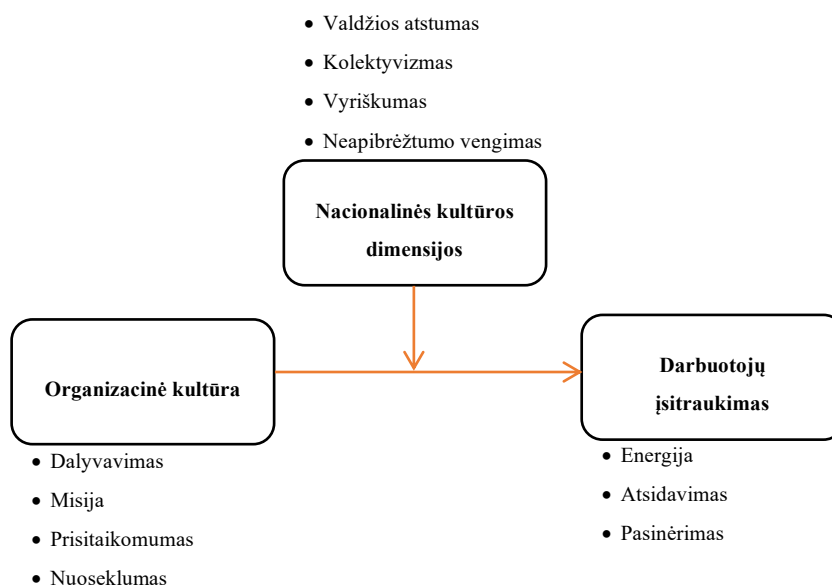 • Valdžios atstumas
• Kolektyvizmas
• Vyriškumas
• Neapibrėžtumo vengimas
Nacionalinės kultūros
dimensijos
Organizacinė kultūra
• Dalyvavimas
• Misija
• Prisitaikomumas
• Nuoseklumas
Darbuotojų
įsitraukimas
• Energija
• Atsidavimas
• Pasinėrimas